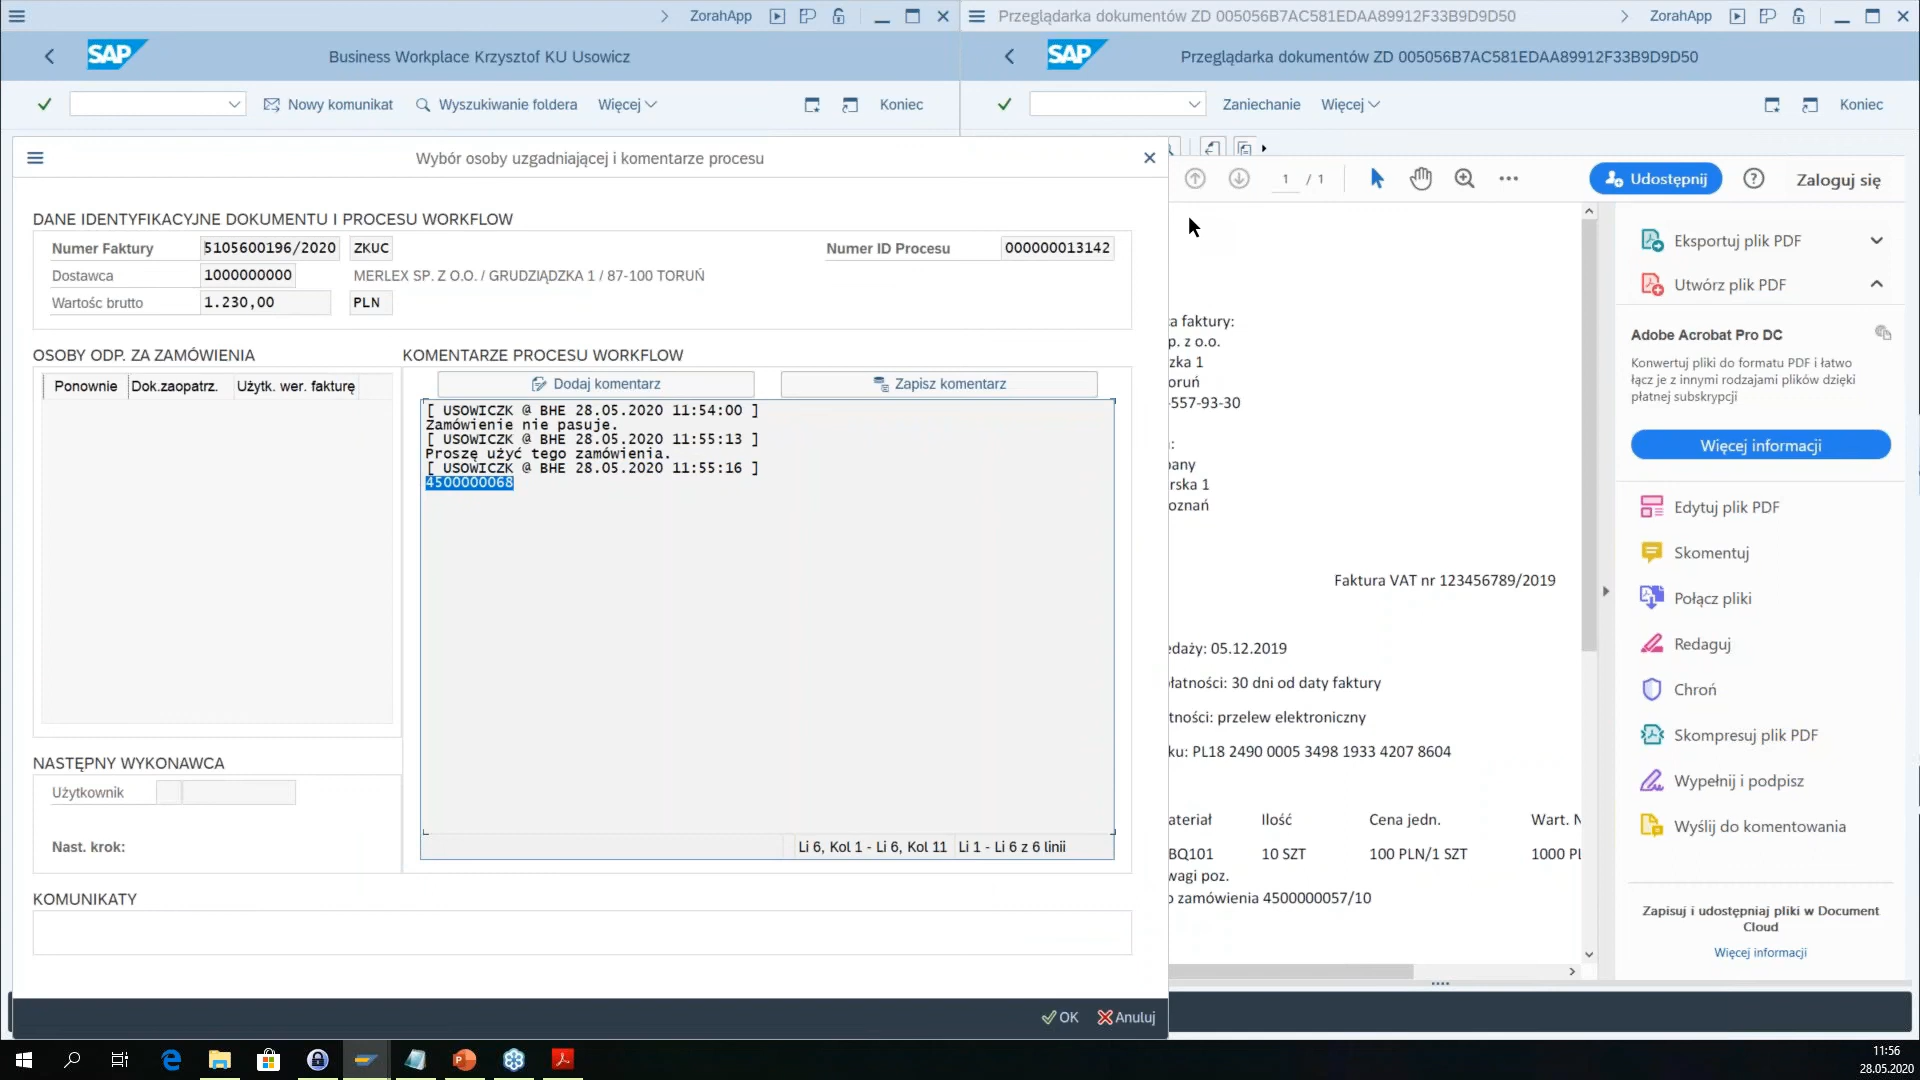 ZorahApp
Przeglądarka dokumentów ZD 005056B7AC581EDAA89912F33B9D9D50
ZorahApp
SAP
Business Workplace Krzysztof KU Usowicz
SAP
Przeglądarka dokumentów ZD 005056B7AC581EDAA89912F33B9D9D50
Nowy komunikat
Wyszukiwanie foldera
Więcej
Koniec
Zaniechanie
Więcej
Koniec
Wybór osoby uzgadniającej i komentarze procesu
1 / 1
Udostępnij
Zaloguj się
DANE IDENTYFIKACYJNE DOKUMENTU I PROCESU WORKFLOW
Numer Faktury 5105600196/2020 ZKUC
Numer ID Procesu 000000013142
Dostawca 1000000000 MERLEX SP. Z O.O. / GRUDZIĄDZKA 1 / 87-100 TORUŃ
Wartośc brutto 1.230,00 PLN
OSOBY ODP. ZA ZAMÓWIENIA
Ponownie Dok.zaopatrz. Użytk. wer. fakturę
KOMENTARZE PROCESU WORKFLOW
Dodaj komentarz
Zapisz komentarz
[ USOWICZK @ BHE 28.05.2020 11:54:00 ]
Zamówienie nie pasuje.
[ USOWICZK @ BHE 28.05.2020 11:55:13 ]
Proszę użyć tego zamówienia.
[ USOWICZK @ BHE 28.05.2020 11:55:16 ]
4500000068
Li 6, Kol 1 - Li 6, Kol 11
Li 1 - Li 6 z 6 linii
NASTĘPNY WYKONAWCA
Użytkownik
Nast. krok:
KOMUNIKATY
OK
Anuluj
a faktury:
p. z o.o.
zka 1
oruń
-557-93-30
:
pany
rska 1
oznań
Faktura VAT nr 123456789/2019
edaży: 05.12.2019
łatności: 30 dni od daty faktury
tności: przelew elektroniczny
ku: PL18 2490 0005 3498 1933 4207 8604
ateriał Ilość Cena jedn. Wart. N
BQ101 10 SZT 100 PLN/1 SZT 1000 PL
wagi poz.
o zamówienia 4500000057/10
Eksportuj plik PDF
Utwórz plik PDF
Adobe Acrobat Pro DC
Konwertuj pliki do formatu PDF i łatwo
łącz je z innymi rodzajami plików dzięki
płatnej subskrypcji
Więcej informacji
Edytuj plik PDF
Skomentuj
Połącz pliki
Redaguj
Chroń
Skompresuj plik PDF
Wypełnij i podpisz
Wyślij do komentowania
Zapisuj i udostępniaj pliki w Document
Cloud
Więcej informacji
11:56
28.05.2020